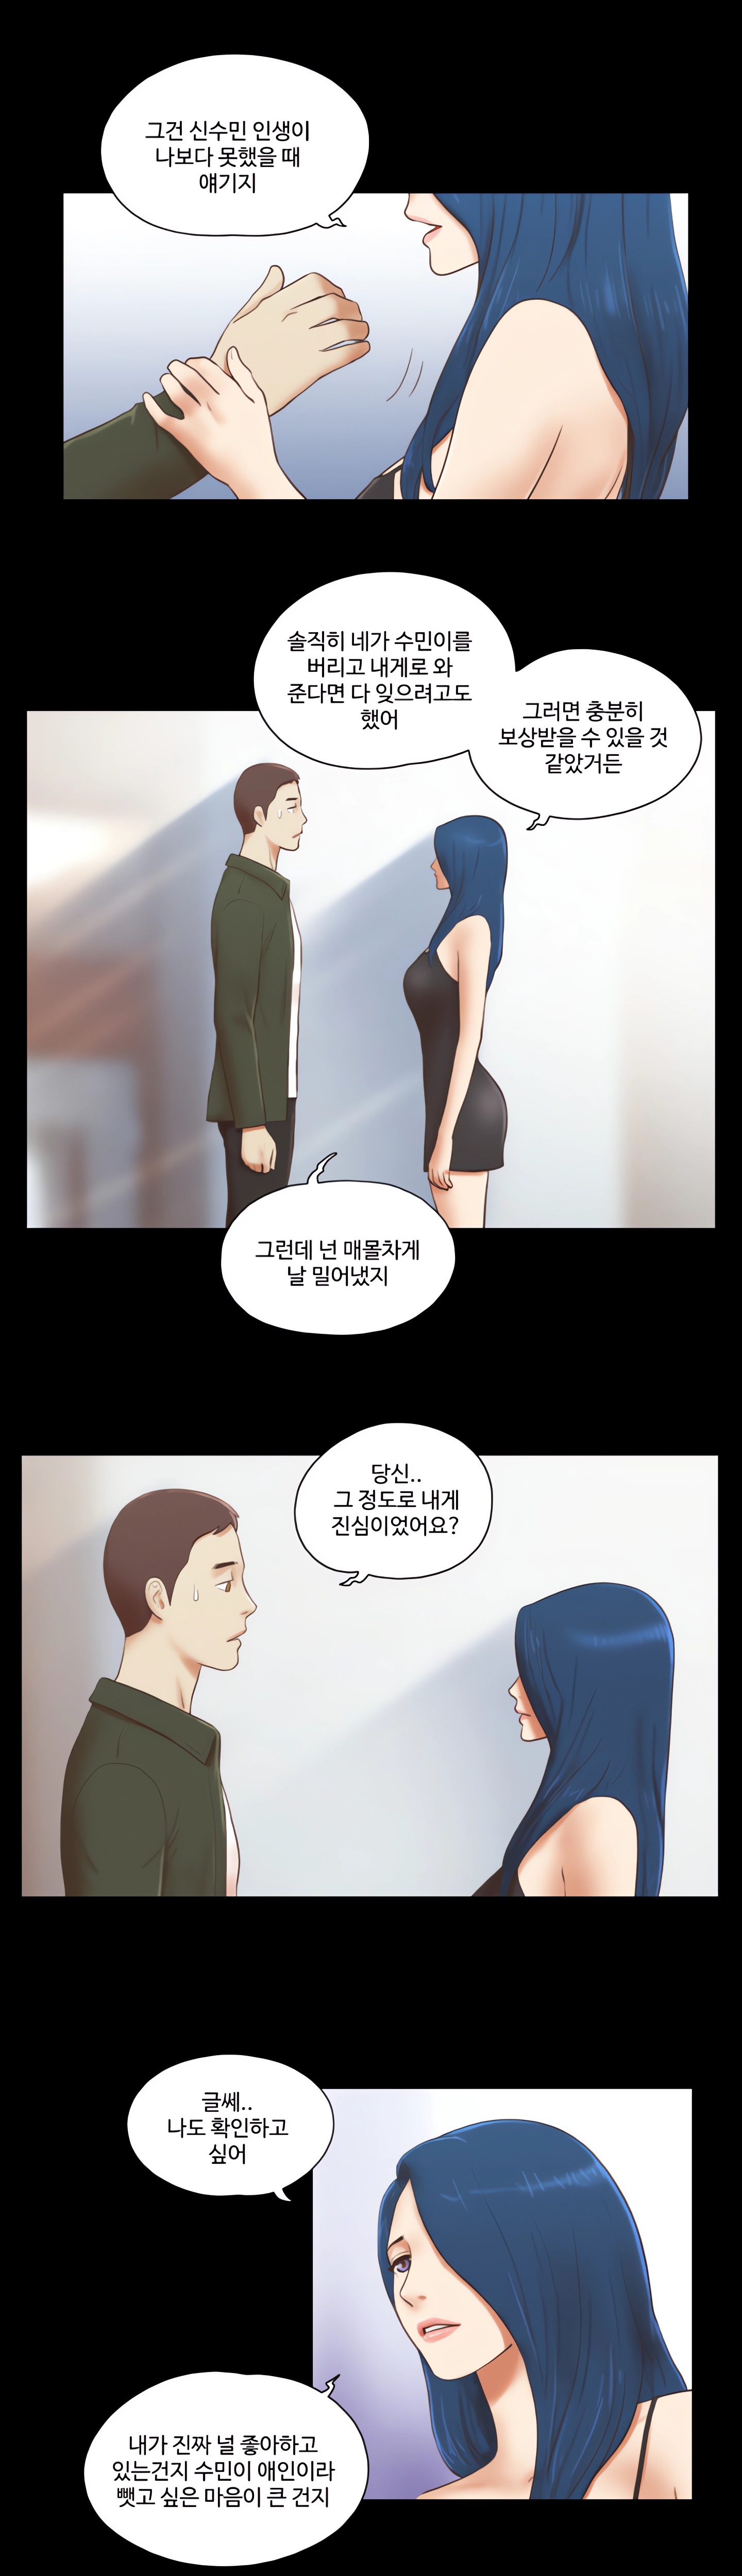 그건 신수민 인생이
나보다 못했을 때
얘기지
솔직히 네가 수민이를
버리고 내게로 와
준다면 다 잊으려고도
했어
그러면 충분히
보상받을 수 있을 것
같았거든
그런데 넌 매몰차게
날 밀어냈지
당신..
그 정도로 내게
진심이었어요?
글쎄..
나도 확인하고
싶어
내가 진짜 널 좋아하고
있는건지 수민이 애인이라
뺏고 싶은 마음이 큰 건지